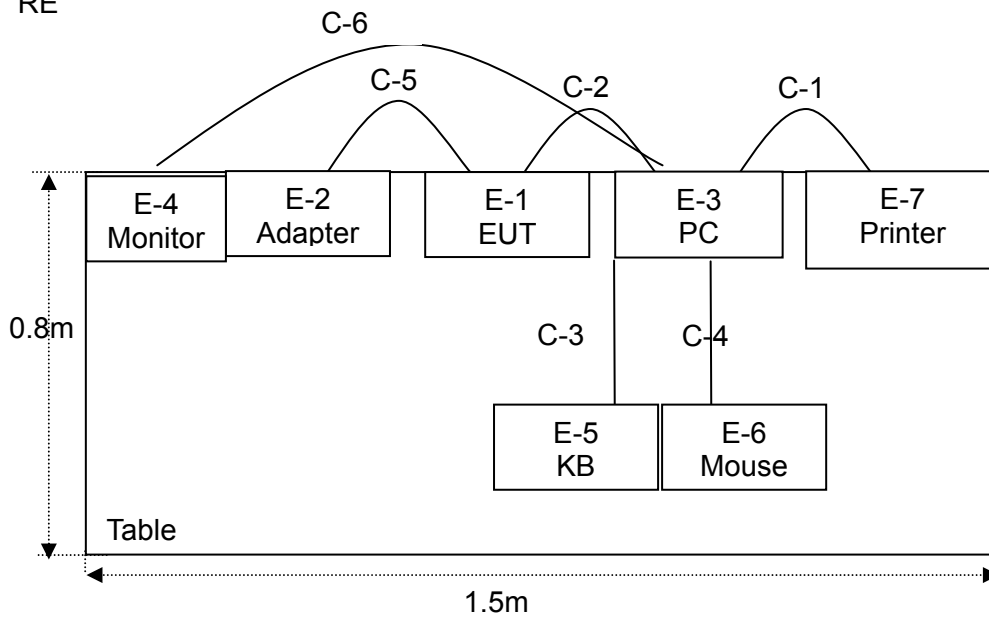 RE
C-6
C-5
C-2
C-1
E-4
Monitor
E-2
Adapter
E-1
EUT
E-3
PC
E-7
Printer
0.8m
C-3
C-4
E-5
KB
E-6
Mouse
Table
1.5m